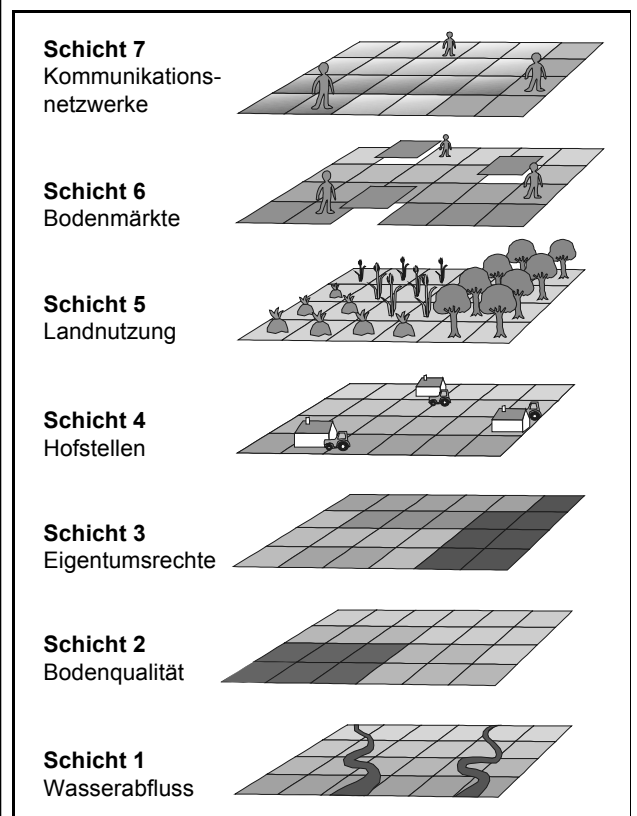 Schicht 7
Kommunikations-
netzwerke
Schicht 6
Bodenmärkte
Schicht 5
Landnutzung
Schicht 4
Hofstellen
Schicht 3
Eigentumsrechte
Schicht 2
Bodenqualität
Schicht 1
Wasserabfluss